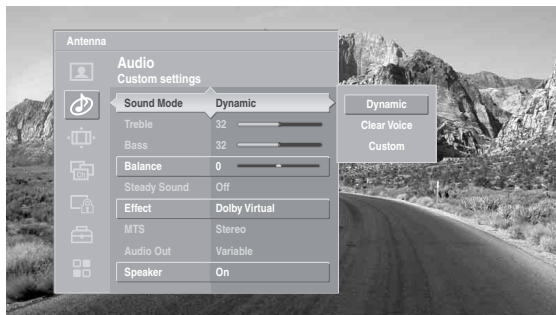 Antenna
Audio
Custom settings
Sound Mode Dynamic
Treble 32
Bass 32
Balance 0
Steady Sound Off
Effect Dolby Virtual
MTS Stereo
Audio Out Variable
Speaker On
Dynamic
Clear Voice
Custom
Ch